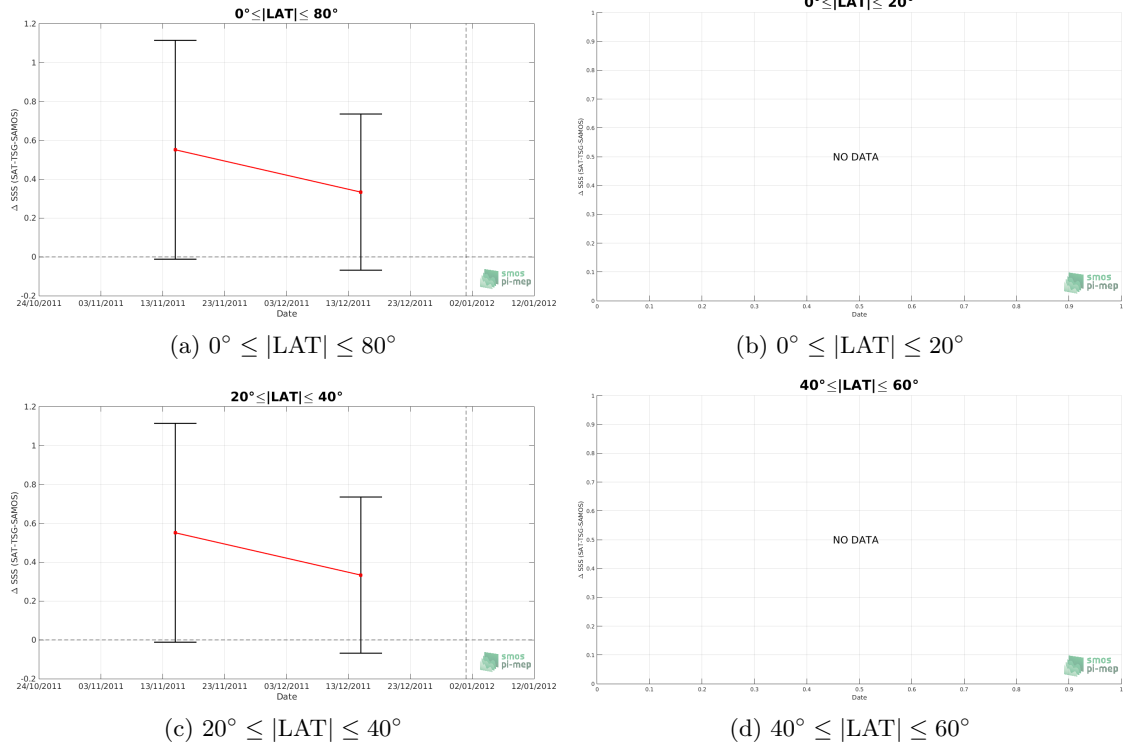 0°≤|LAT|≤ 80°
Δ SSS (SAT-TSG-SAMOS)
1.2
1
0.8
0.6
0.4
0.2
0
-0.2
24/10/2011 03/11/2011 13/11/2011 23/11/2011 03/12/2011 13/12/2011 23/12/2011 02/01/2012 12/01/2012
Date
smos
pi-mep
(a) 0° ≤ |LAT| ≤ 80°
0°≤|LAT|≤ 20°
Δ SSS (SAT-TSG-SAMOS)
1
0.9
0.8
0.7
0.6
0.5
0.4
0.3
0.2
0.1
0
NO DATA
0 0.1 0.2 0.3 0.4 0.5 0.6 0.7 0.8 0.9 1
Date
smos
pi-mep
(b) 0° ≤ |LAT| ≤ 20°
20°≤|LAT|≤ 40°
Δ SSS (SAT-TSG-SAMOS)
1.2
1
0.8
0.6
0.4
0.2
0
-0.2
24/10/2011 03/11/2011 13/11/2011 23/11/2011 03/12/2011 13/12/2011 23/12/2011 02/01/2012 12/01/2012
Date
smos
pi-mep
(c) 20° ≤ |LAT| ≤ 40°
40°≤|LAT|≤ 60°
Δ SSS (SAT-TSG-SAMOS)
1
0.9
0.8
0.7
0.6
0.5
0.4
0.3
0.2
0.1
0
NO DATA
0 0.1 0.2 0.3 0.4 0.5 0.6 0.7 0.8 0.9 1
Date
smos
pi-mep
(d) 40° ≤ |LAT| ≤ 60°